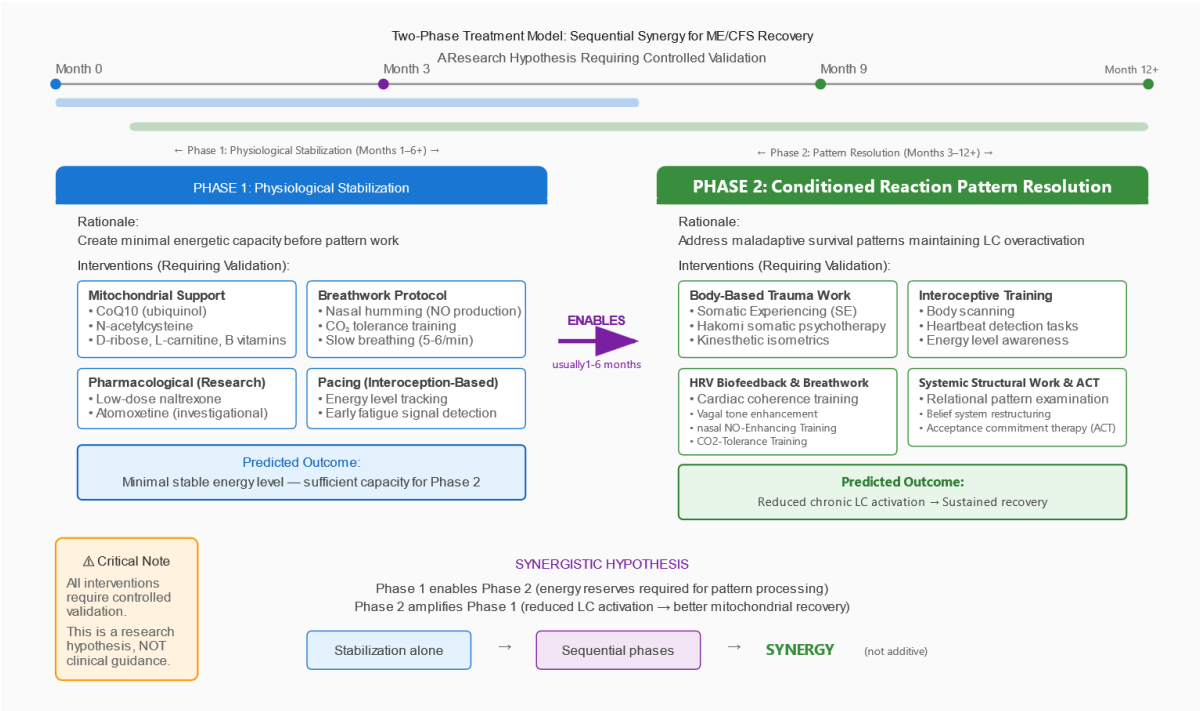 Two-Phase Treatment Model: Sequential Synergy for ME/CFS Recovery
A Research Hypothesis Requiring Controlled Validation
Month 0
Month 3
Month 9
Month 12+
← Phase 1: Physiological Stabilization (Months 1–6+) →
← Phase 2: Pattern Resolution (Months 3–12+) →
PHASE 1: Physiological Stabilization
Rationale:
Create minimal energetic capacity before pattern work
Interventions (Requiring Validation):
Mitochondrial Support
• CoQ10 (ubiquinol)
• N-acetylcysteine
• D-ribose, L-carnitine, B vitamins
Breathwork Protocol
• Nasal humming (NO production)
• CO₂ tolerance training
• Slow breathing (5-6/min)
Pharmacological (Research)
• Low-dose naltrexone
• Atomoxetine (investigational)
Pacing (Interoception-Based)
• Energy level tracking
• Early fatigue signal detection
Predicted Outcome:
Minimal stable energy level — sufficient capacity for Phase 2
ENABLES
usually1-6 months
PHASE 2: Conditioned Reaction Pattern Resolution
Rationale:
Address maladaptive survival patterns maintaining LC overactivation
Interventions (Requiring Validation):
Body-Based Trauma Work
• Somatic Experiencing (SE)
• Hakomi somatic psychotherapy
• Kinesthetic isometrics
Interoceptive Training
• Body scanning
• Heartbeat detection tasks
• Energy level awareness
HRV Biofeedback & Breathwork
• Cardiac coherence training
• Vagal tone enhancement
• nasal NO-Enhancing Training
• CO2-Tolerance Training
Systemic Structural Work & ACT
• Relational pattern examination
• Belief system restructuring
• Acceptance commitment therapy (ACT)
Predicted Outcome:
Reduced chronic LC activation → Sustained recovery
⚠ Critical Note
All interventions
require controlled
validation.
This is a research
hypothesis, NOT
clinical guidance.
SYNERGISTIC HYPOTHESIS
Phase 1 enables Phase 2 (energy reserves required for pattern processing)
Phase 2 amplifies Phase 1 (reduced LC activation → better mitochondrial recovery)
Stabilization alone → Sequential phases → SYNERGY (not additive)